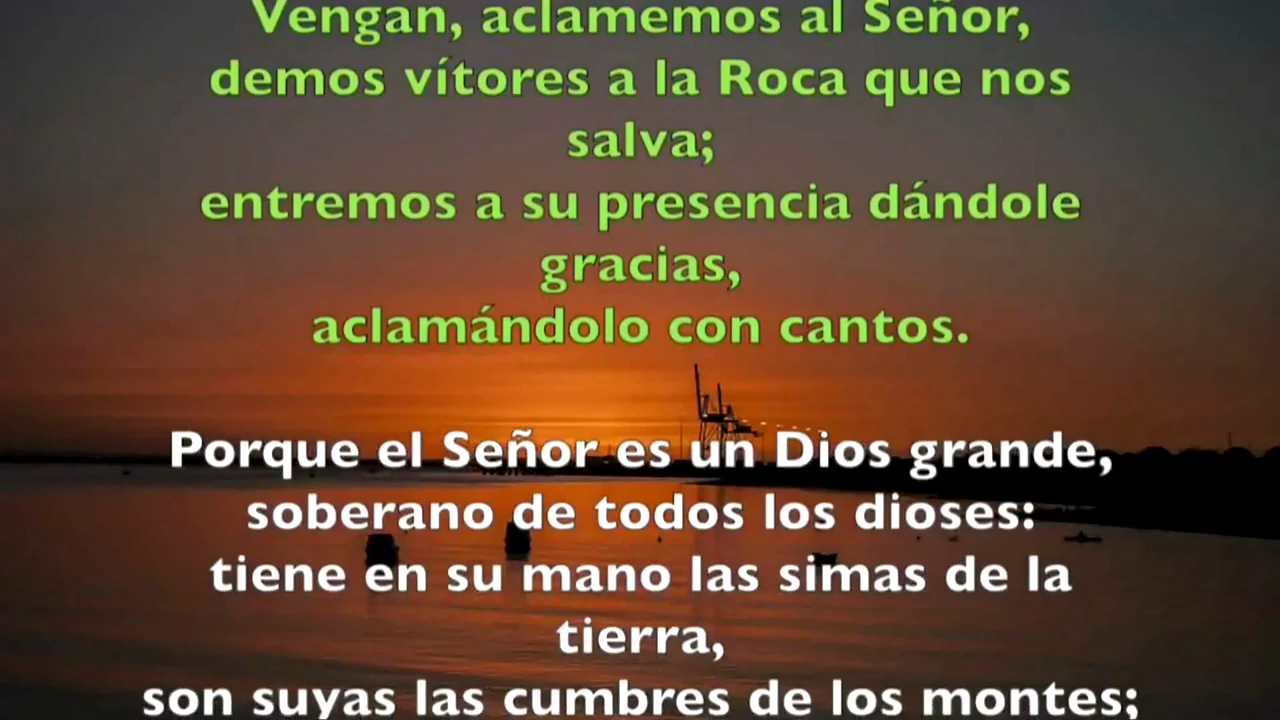 Vengan, aclamemos al Señor,
demos vítores a la Roca que nos
salva;
entremos a su presencia dándole
gracias,
aclamándolo con cantos.
Porque el Señor es un Dios grande,
soberano de todos los dioses:
tiene en su mano las simas de la
tierra,
son suyas las cumbres de los montes;